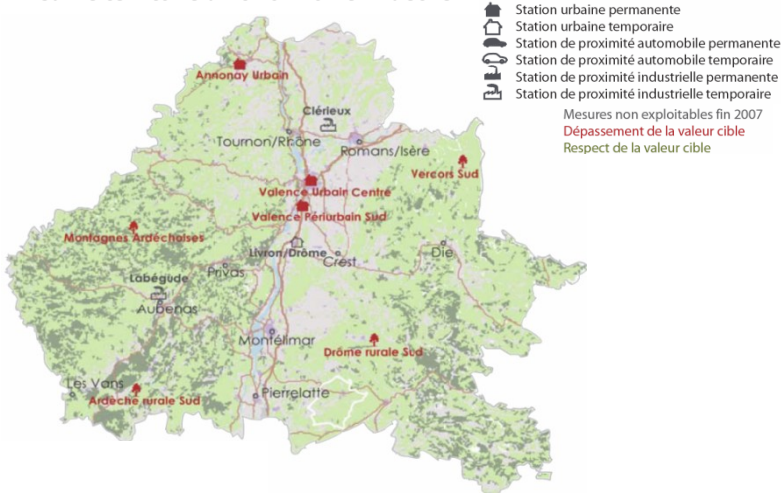 Station urbaine permanente
Station urbaine temporaire
Station de proximité automobile permanente
Station de proximité automobile temporaire
Station de proximité industrielle permanente
Station de proximité industrielle temporaire
Mesures non exploitables fin 2007
Dépassement de la valeur cible
Respect de la valeur cible
Annonay Urbain
Clérieux
Tournon/Rhône
Romans/Isère
Vercors Sud
Valence Urbain Centre
Valence Périurbain Sud
Montagnes Ardéchoises
Livron/Drôme
Crest
Die
Privas
Labégude
Aubenas
Montélimar
Drôme rurale Sud
Les Vans
Ardèche rurale Sud
Pierrelatte